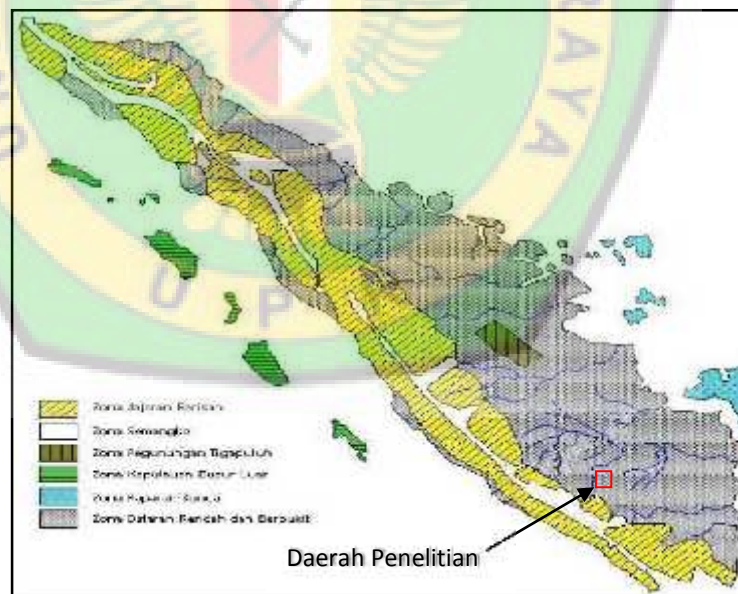 RAYA
U P
Zona Jajaran Barisan
Zona Semangko
Zona Pegunungan Tigapuluh
Zona Kepulauan Busur Luar
Zona Paparan Sunda
Zona Dataran Rendah dan Berbukit
Daerah Penelitian